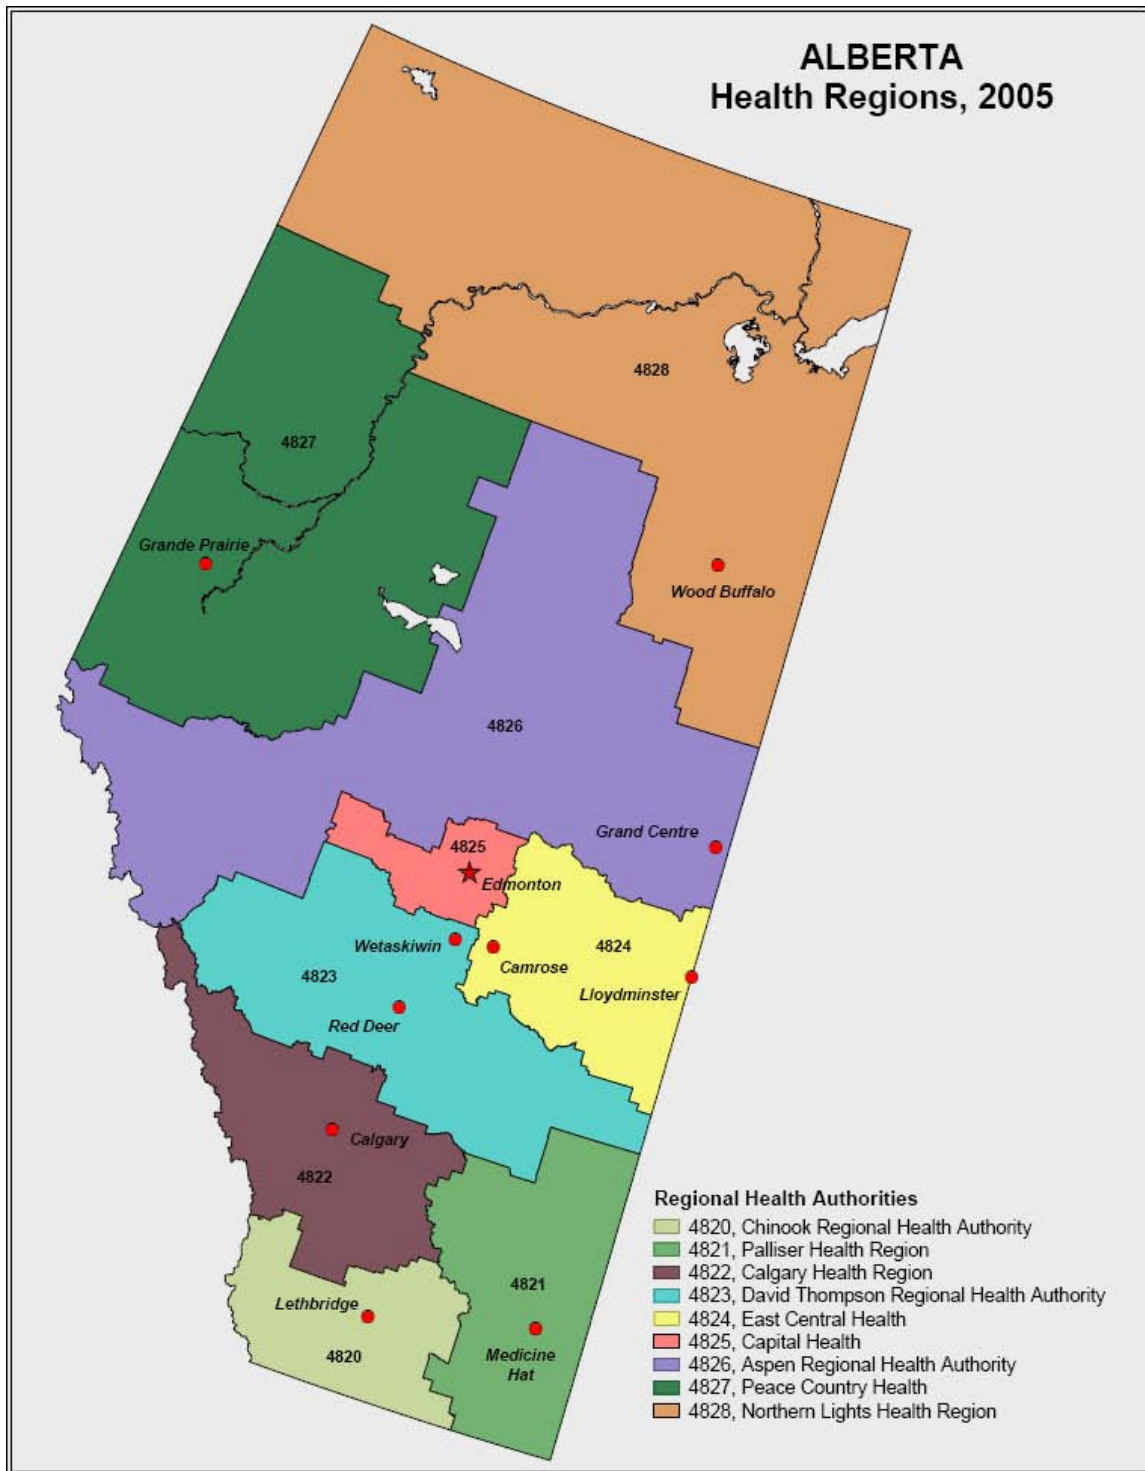 ALBERTA
Health Regions, 2005
4828
4827
Grande Prairie
Wood Buffalo
4826
Grand Centre
4825
Edmonton
Wetaskiwin
4824
Camrose
4823
Lloydminster
Red Deer
Calgary
4822
4821
Lethbridge
4820
Medicine
Hat
Regional Health Authorities
4820, Chinook Regional Health Authority
4821, Palliser Health Region
4822, Calgary Health Region
4823, David Thompson Regional Health Authority
4824, East Central Health
4825, Capital Health
4826, Aspen Regional Health Authority
4827, Peace Country Health
4828, Northern Lights Health Region